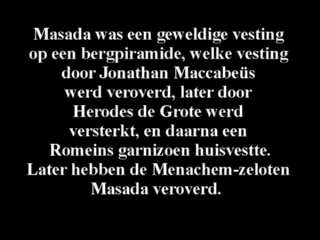 Masada was een geweldige vesting
op een bergpiramide, welke vesting
door Jonathan Maccabeüs
werd veroverd, later door
Herodes de Grote werd
versterkt, en daarna een
Romeins garnizoen huisvestte.
Later hebben de Menachem-zeloten
Masada veroverd.